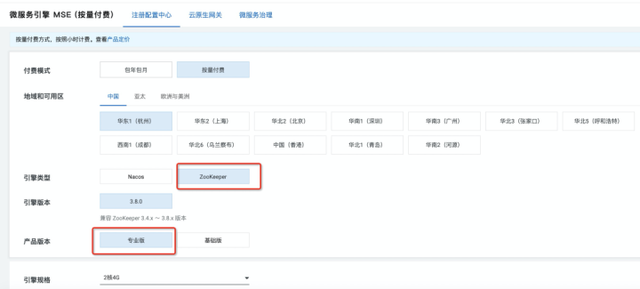 微服务引擎 MSE (按量付费) 注册配置中心 云原生网关 微服务治理
按量付费方式，按照小时计费，查看产品定价
付费模式 包年包月 按量付费
地域和可用区 中国 亚太 欧洲与美洲
华东1（杭州） 华东2（上海） 华北2（北京） 华南1（深圳） 华南3（广州） 华北3（张家口） 华北5（呼和浩特）
西南1（成都） 华北6（乌兰察布） 中国（香港） 华北1（青岛） 华南2（河源）
引擎类型 Nacos ZooKeeper
引擎版本 3.8.0
兼容 ZooKeeper 3.4.x ～ 3.8.x 版本
产品版本 专业版 基础版
引擎规格 2核4G